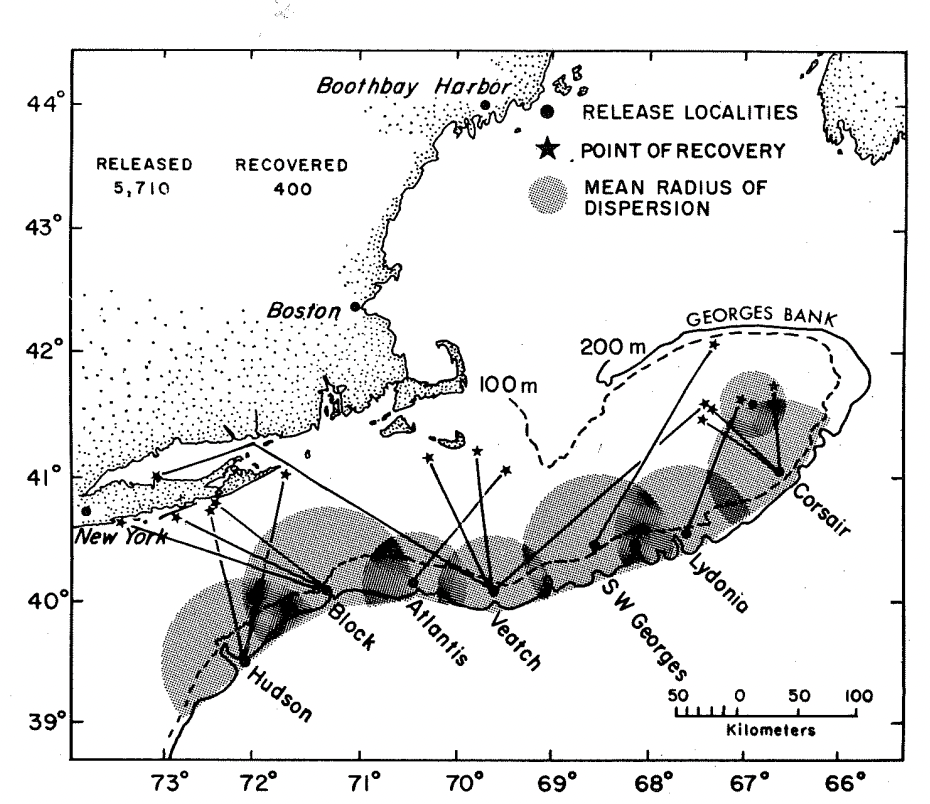 Boothbay Harbor
44°
RELEASE LOCALITIES
POINT OF RECOVERY
MEAN RADIUS OF
DISPERSION
RELEASED
RECOVERED
5,710
400
43°
Boston
GEORGES BANK
200 m
42°
100 m
41°
New York
Corsair
Lydonia
SW Georges
Veatch
Atlantis
Block
Hudson
40°
39°
50 0 50 100
Kilometers
73° 72° 71° 70° 69° 68° 67° 66°